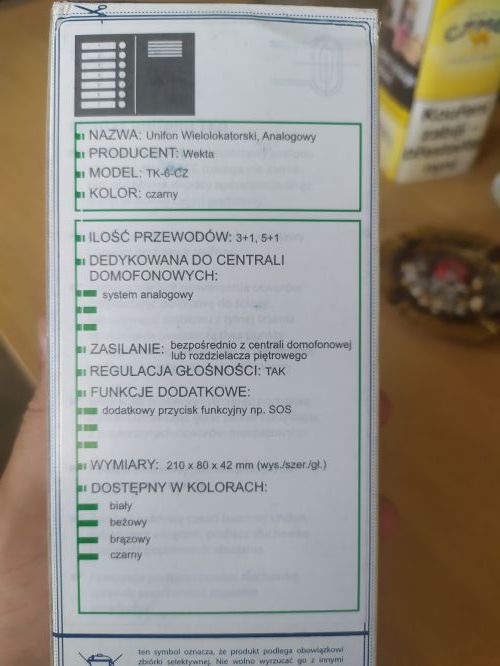 NAZWA: Unifon Wielolokatorski, Analogowy
PRODUCENT: Wekta
MODEL: TK-6-CZ
KOLOR: czarny
ILOŚĆ PRZEWODÓW: 3+1, 5+1
DEDYKOWANA DO CENTRALI
DOMOFONOWYCH:
system analogowy
ZASILANIE: bezpośrednio z centrali domofonowej
lub rozdzielacza piętrowego
REGULACJA GŁOŚNOŚCI: TAK
FUNKCJE DODATKOWE:
dodatkowy przycisk funkcyjny np. SOS
WYMIARY: 210 x 80 x 42 mm (wys./szer./gł.)
DOSTĘPNY W KOLORACH:
biały
beżowy
brązowy
czarny
ten symbol oznacza, że produkt podlega obowiązkowi
zbiórki selektywnej. Nie wolno wyrzucać go z innymi
CAMEL